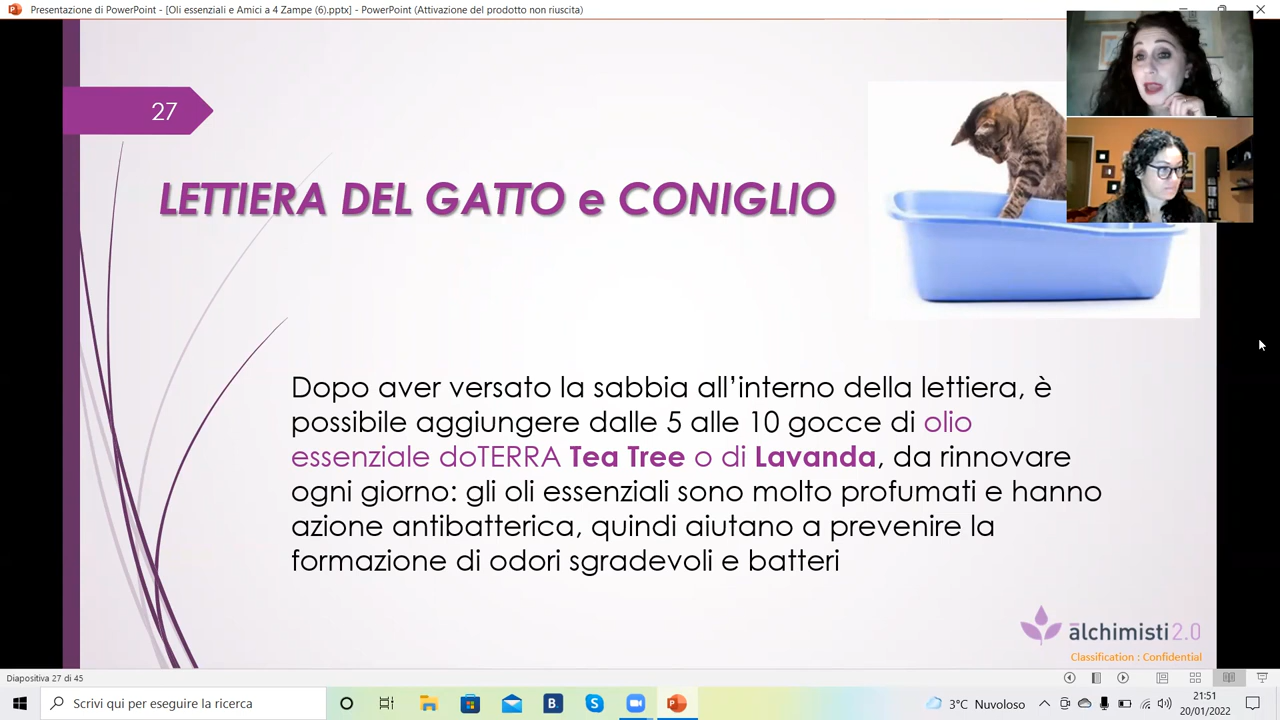 Presentazione di PowerPoint - [Oli essenziali e Amici a 4 Zampe (6).pptx] - PowerPoint (Attivazione del prodotto non riuscita)
27
LETTIERA DEL GATTO e CONIGLIO
Dopo aver versato la sabbia all’interno della lettiera, è
possibile aggiungere dalle 5 alle 10 gocce di olio
essenziale doTERRA Tea Tree o di Lavanda, da rinnovare
ogni giorno: gli oli essenziali sono molto profumati e hanno
azione antibatterica, quindi aiutano a prevenire la
formazione di odori sgradevoli e batteri
ālchimisti2.0
Classification : Confidential
Diapositiva 27 di 45
Scrivi qui per eseguire la ricerca
B.
3°C Nuvoloso
21:51
20/01/2022